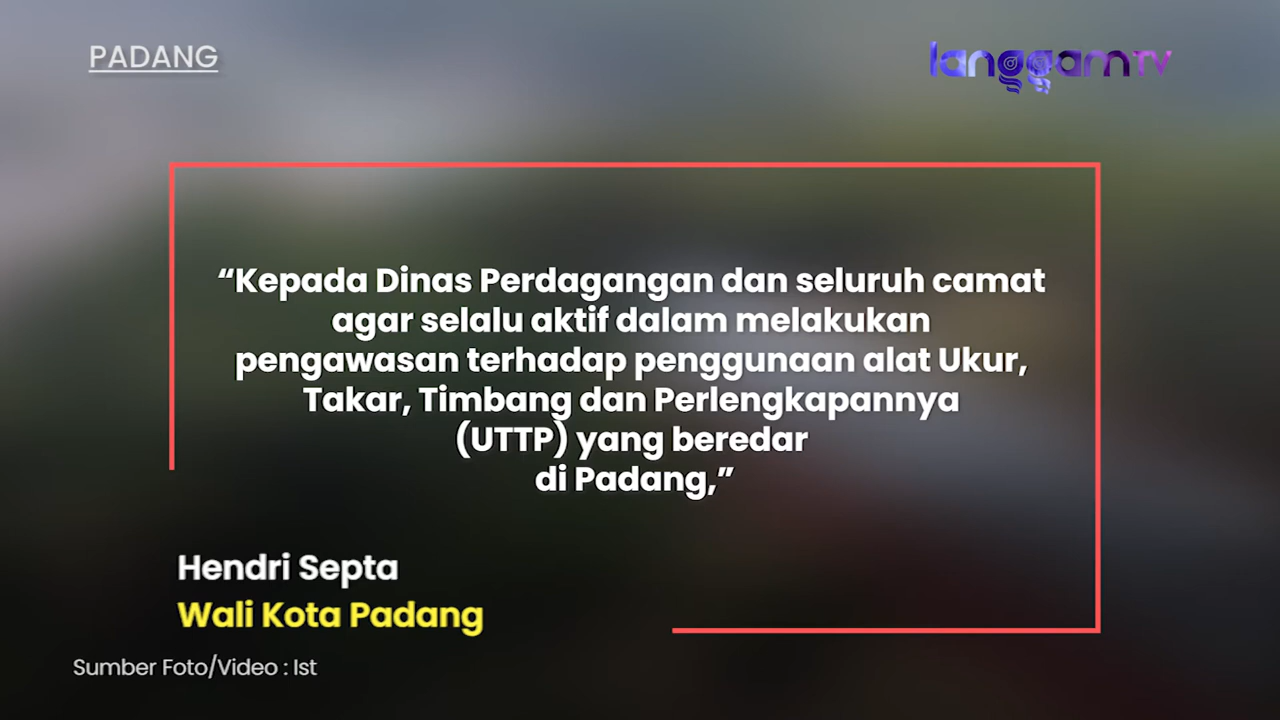 PADANG
langgamTV
“Kepada Dinas Perdagangan dan seluruh camat
agar selalu aktif dalam melakukan
pengawasan terhadap penggunaan alat Ukur,
Takar, Timbang dan Perlengkapannya
(UTTP) yang beredar
di Padang,”
Hendri Septa
Wali Kota Padang
Sumber Foto/Video : Ist